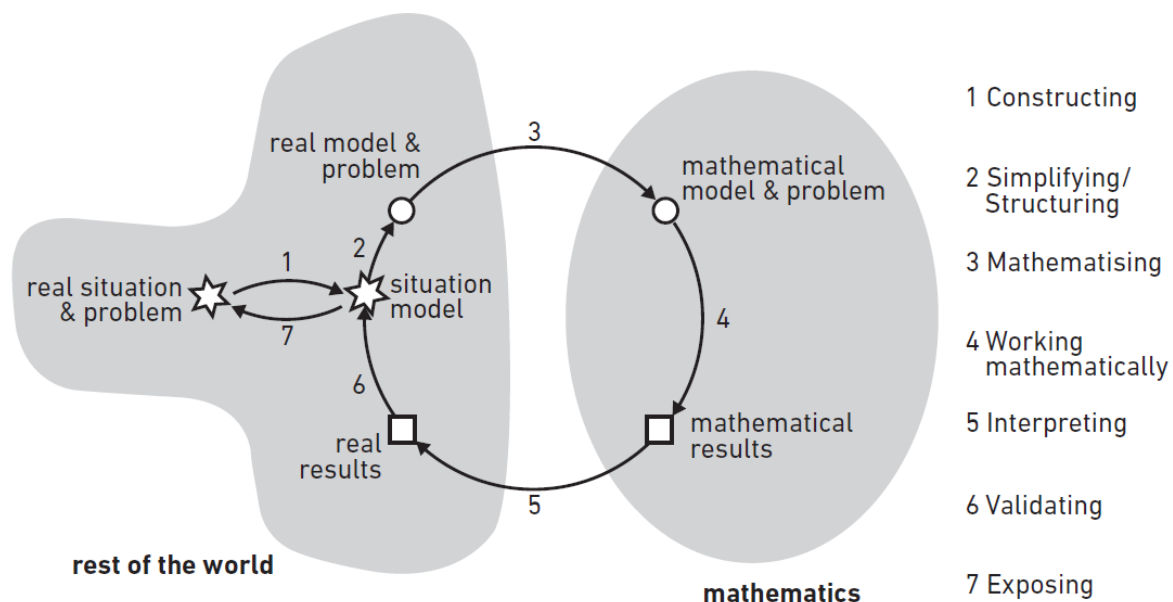 real model &
problem
3
mathematical
model & problem
2
1
real situation
& problem
situation
model
7
4
6
real
results
mathematical
results
5
rest of the world
mathematics
1 Constructing
2 Simplifying/
Structuring
3 Mathematising
4 Working
mathematically
5 Interpreting
6 Validating
7 Exposing